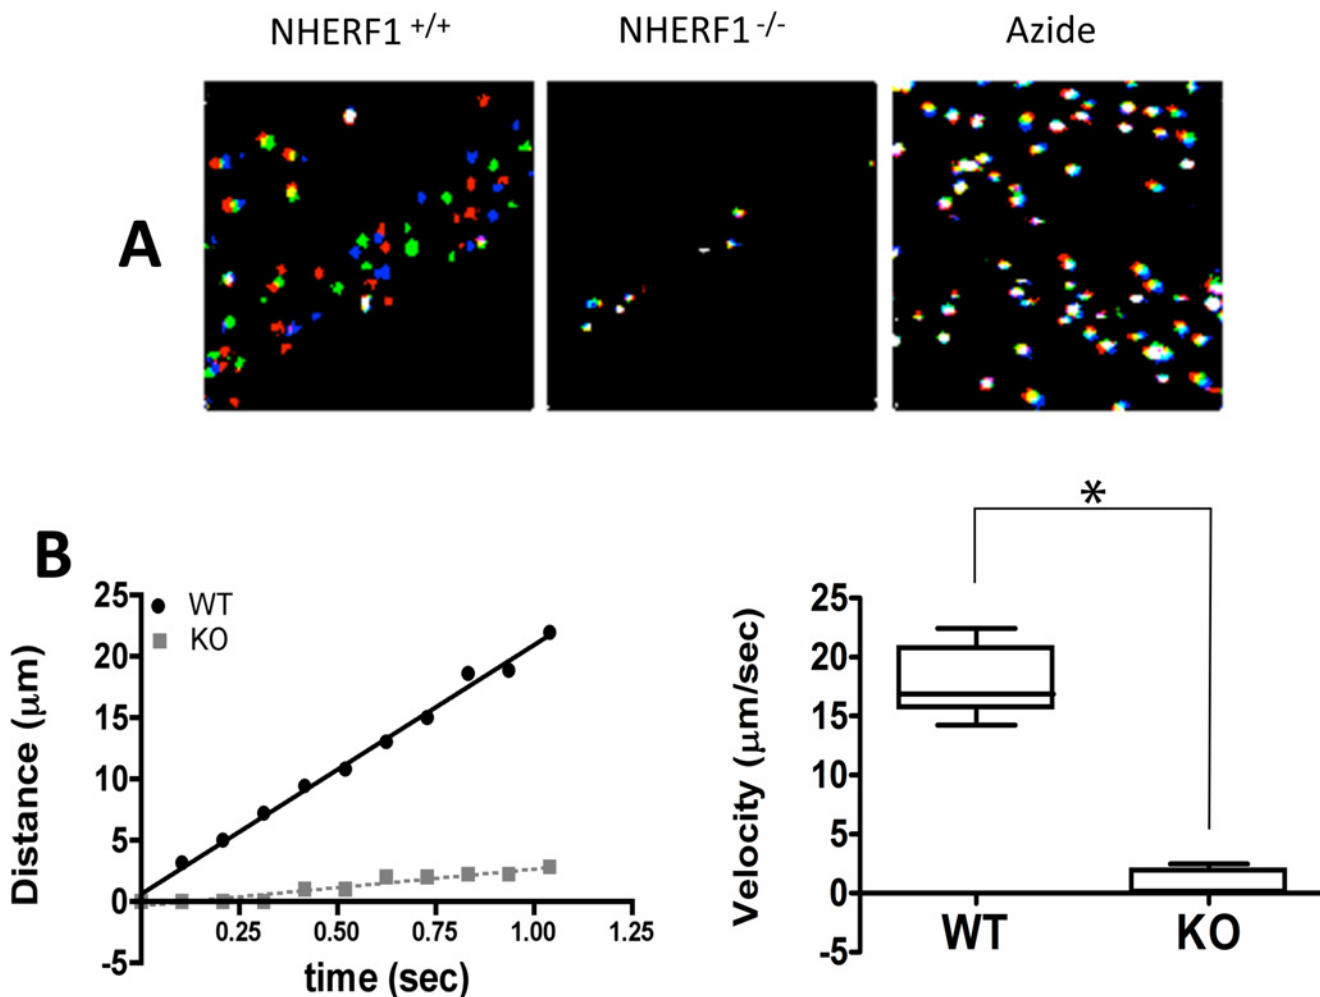 NHERF1 +/+ NHERF1 -/- Azide
A
B
WT
KO
25
20
15
10
5
0
-5
0.25 0.50 0.75 1.00 1.25
Distance (μm)
time (sec)
*
25
20
15
10
5
0
-5
Velocity (μm/sec)
WT KO